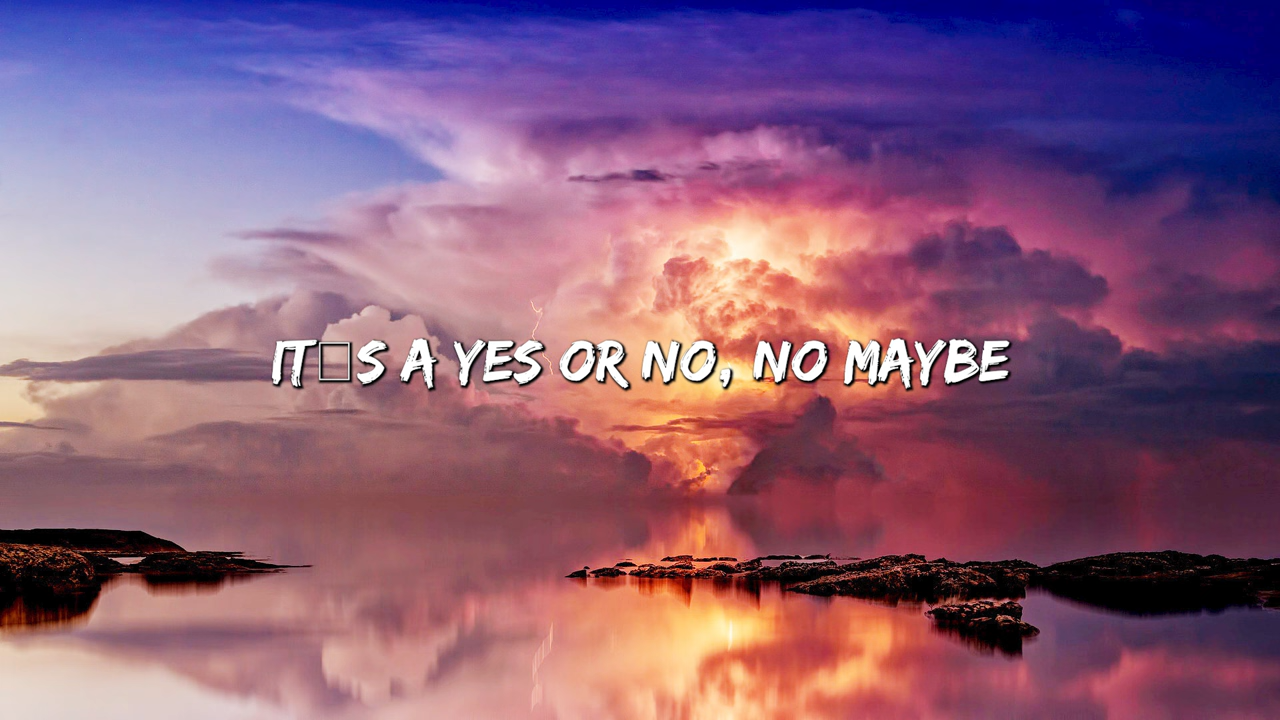 IT□S A YES OR NO, NO MAYBE